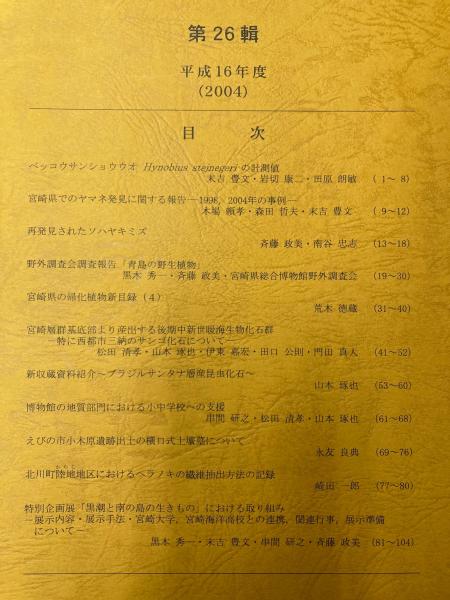 第26輯
平成16年度
(2004)
目 次
ベッコウサンショウウオ Hynobius stejnegeri の計測値
末吉 豊文・岩切 康二・田原 朗敏 (1～8)
宮崎県でのヤマネ発見に関する報告―1998, 2004年の事例―
木場 頼孝・森田 哲夫・末吉 豊文 (9～12)
再発見されたソハヤキミズ
斉藤 政美・南谷 忠志 (13～18)
野外調査会調査報告「青島の野生植物」
黒木 秀一・斉藤 政美・宮崎県総合博物館野外調査会 (19～30)
宮崎県の帰化植物新目録(4)
荒木 徳蔵 (31～40)
宮崎層群基底部より産出する後期中新世暖海生物化石群
―特に西都市三納のサンゴ化石について―
松田 清孝・山本 琢也・伊東 嘉宏・田口 公則・門田 真人 (41～52)
新収蔵資料紹介～ブラジルサンタナ層産昆虫化石～
山本 琢也 (53～60)
博物館の地質部門における小中学校への支援
串間 研之・松田 清孝・山本 琢也 (61～68)
えびの市小木原遺跡出土の横口式土壙墓について
永友 良典 (69～76)
北川町陸地地区におけるヘラノキの繊維抽出方法の記録
崎田 一郎 (77～80)
特別企画展「黒潮と南の島の生きもの」における取り組み
―展示内容・展示手法・宮崎大学,宮崎海洋高校との連携,関連行事,展示準備
について―
黒木 秀一・末吉 豊文・串間 研之・斉藤 政美 (81～104)